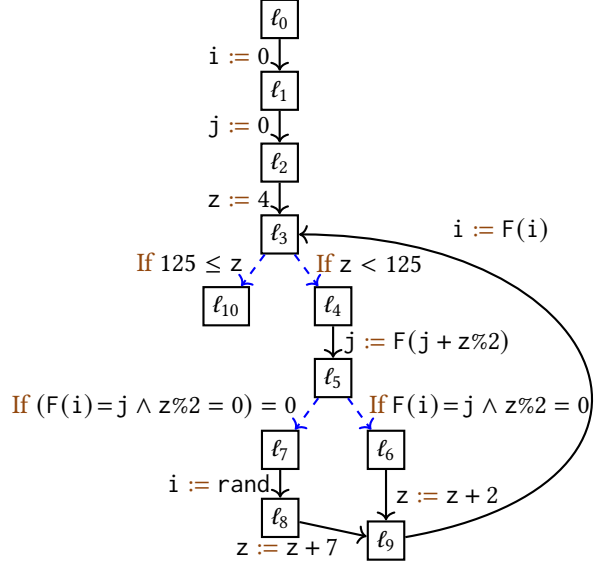 ℓ0
i := 0
ℓ1
j := 0
ℓ2
z := 4
ℓ3
i := F(i)
If 125 ≤ z
If z < 125
ℓ10
ℓ4
j := F(j + z%2)
ℓ5
If (F(i)=j ∧ z%2 = 0) = 0
If F(i)=j ∧ z%2 = 0
ℓ7
ℓ6
i := rand
z := z + 2
ℓ8
z := z + 7
ℓ9